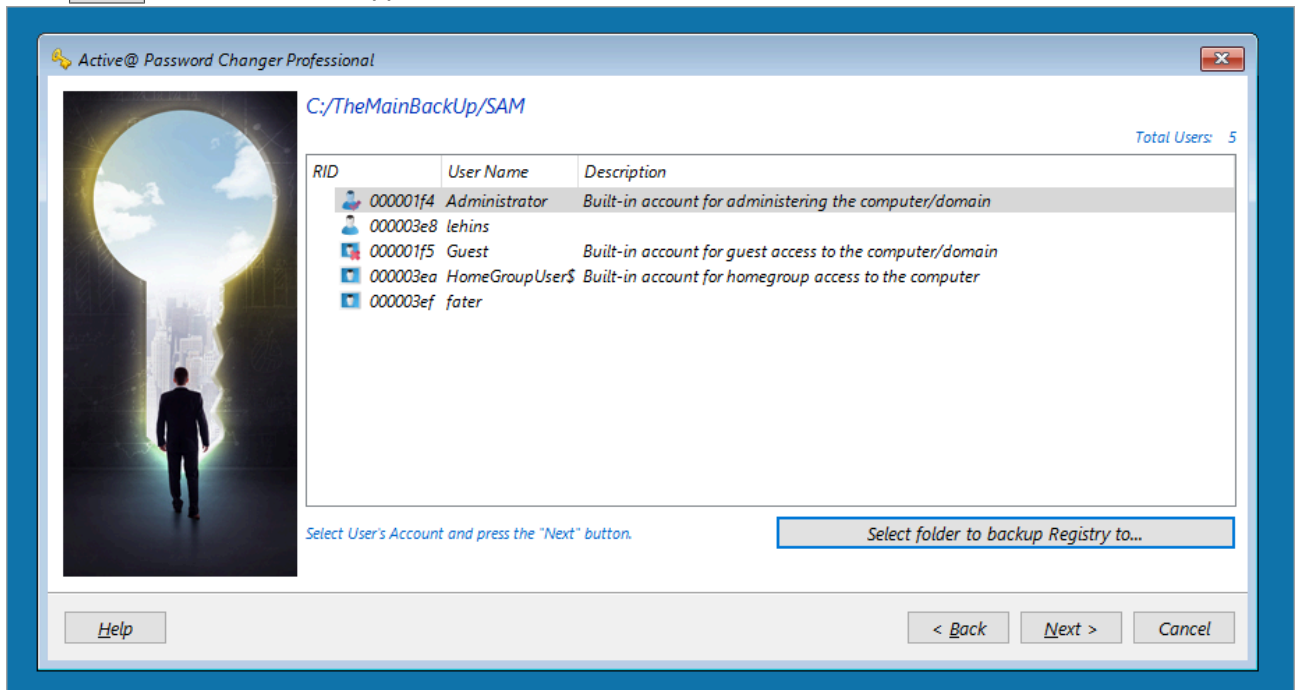 Active@ Password Changer Professional
C:/TheMainBackUp/SAM
Total Users: 5
RID User Name Description
000001f4 Administrator Built-in account for administering the computer/domain
000003e8 lehins
000001f5 Guest Built-in account for guest access to the computer/domain
000003ea HomeGroupUser$ Built-in account for homegroup access to the computer
000003ef fater
Select User's Account and press the "Next" button.
Select folder to backup Registry to...
Help
< Back
Next >
Cancel